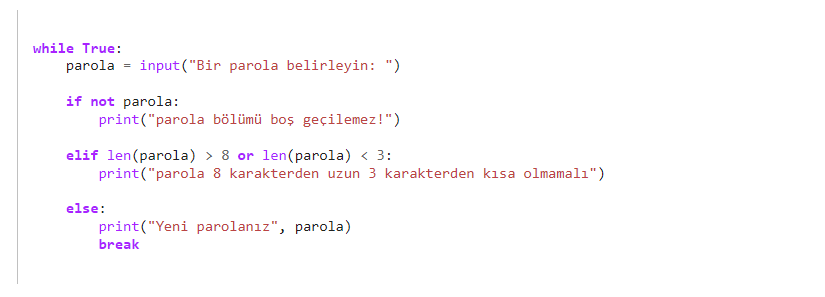 while True:
    parola = input("Bir parola belirleyin: ")
    if not parola:
        print("parola bölümü boş geçilemez!")
    elif len(parola) > 8 or len(parola) < 3:
        print("parola 8 karakterden uzun 3 karakterden kısa olmamalı")
    else:
        print("Yeni parolanız", parola)
        break